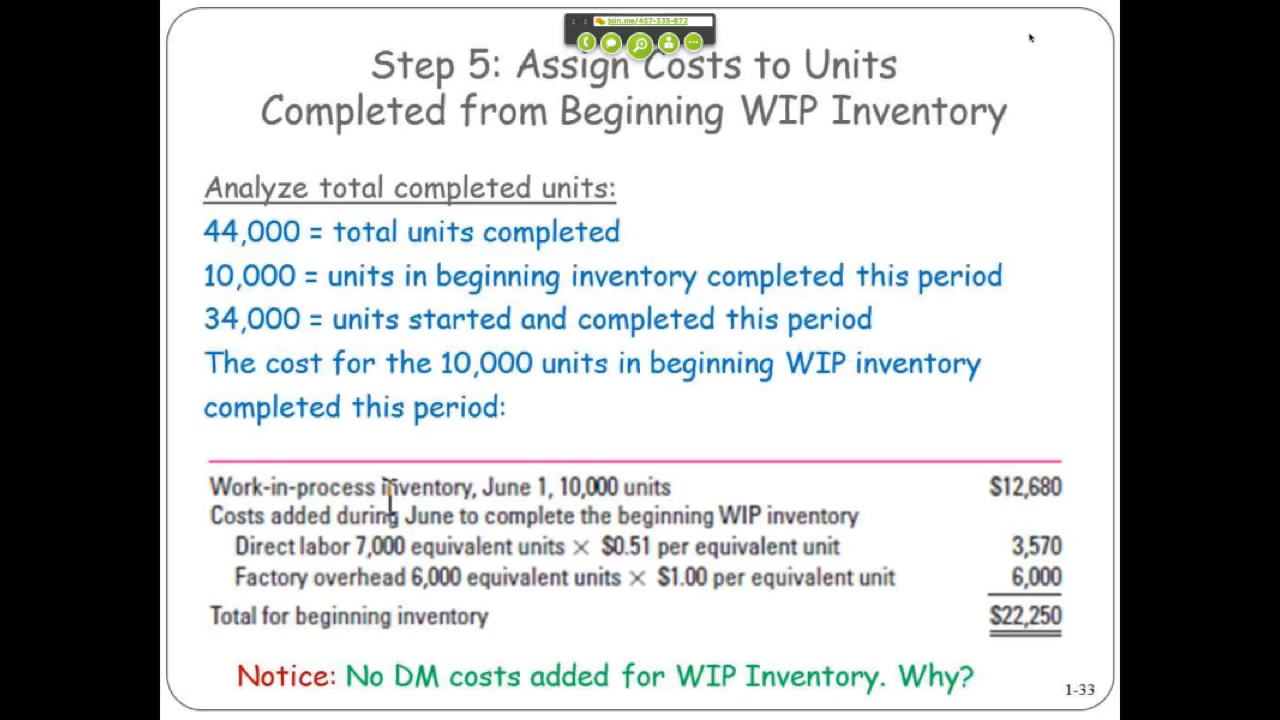 join.me/457-335-872
Step 5: Assign Costs to Units
Completed from Beginning WIP Inventory
Analyze total completed units:
44,000 = total units completed
10,000 = units in beginning inventory completed this period
34,000 = units started and completed this period
The cost for the 10,000 units in beginning WIP inventory
completed this period:
Work-in-process inventory, June 1, 10,000 units $12,680
Costs added during June to complete the beginning WIP inventory
Direct labor 7,000 equivalent units × $0.51 per equivalent unit 3,570
Factory overhead 6,000 equivalent units × $1.00 per equivalent unit 6,000
Total for beginning inventory $22,250
Notice: No DM costs added for WIP Inventory. Why?
1-33